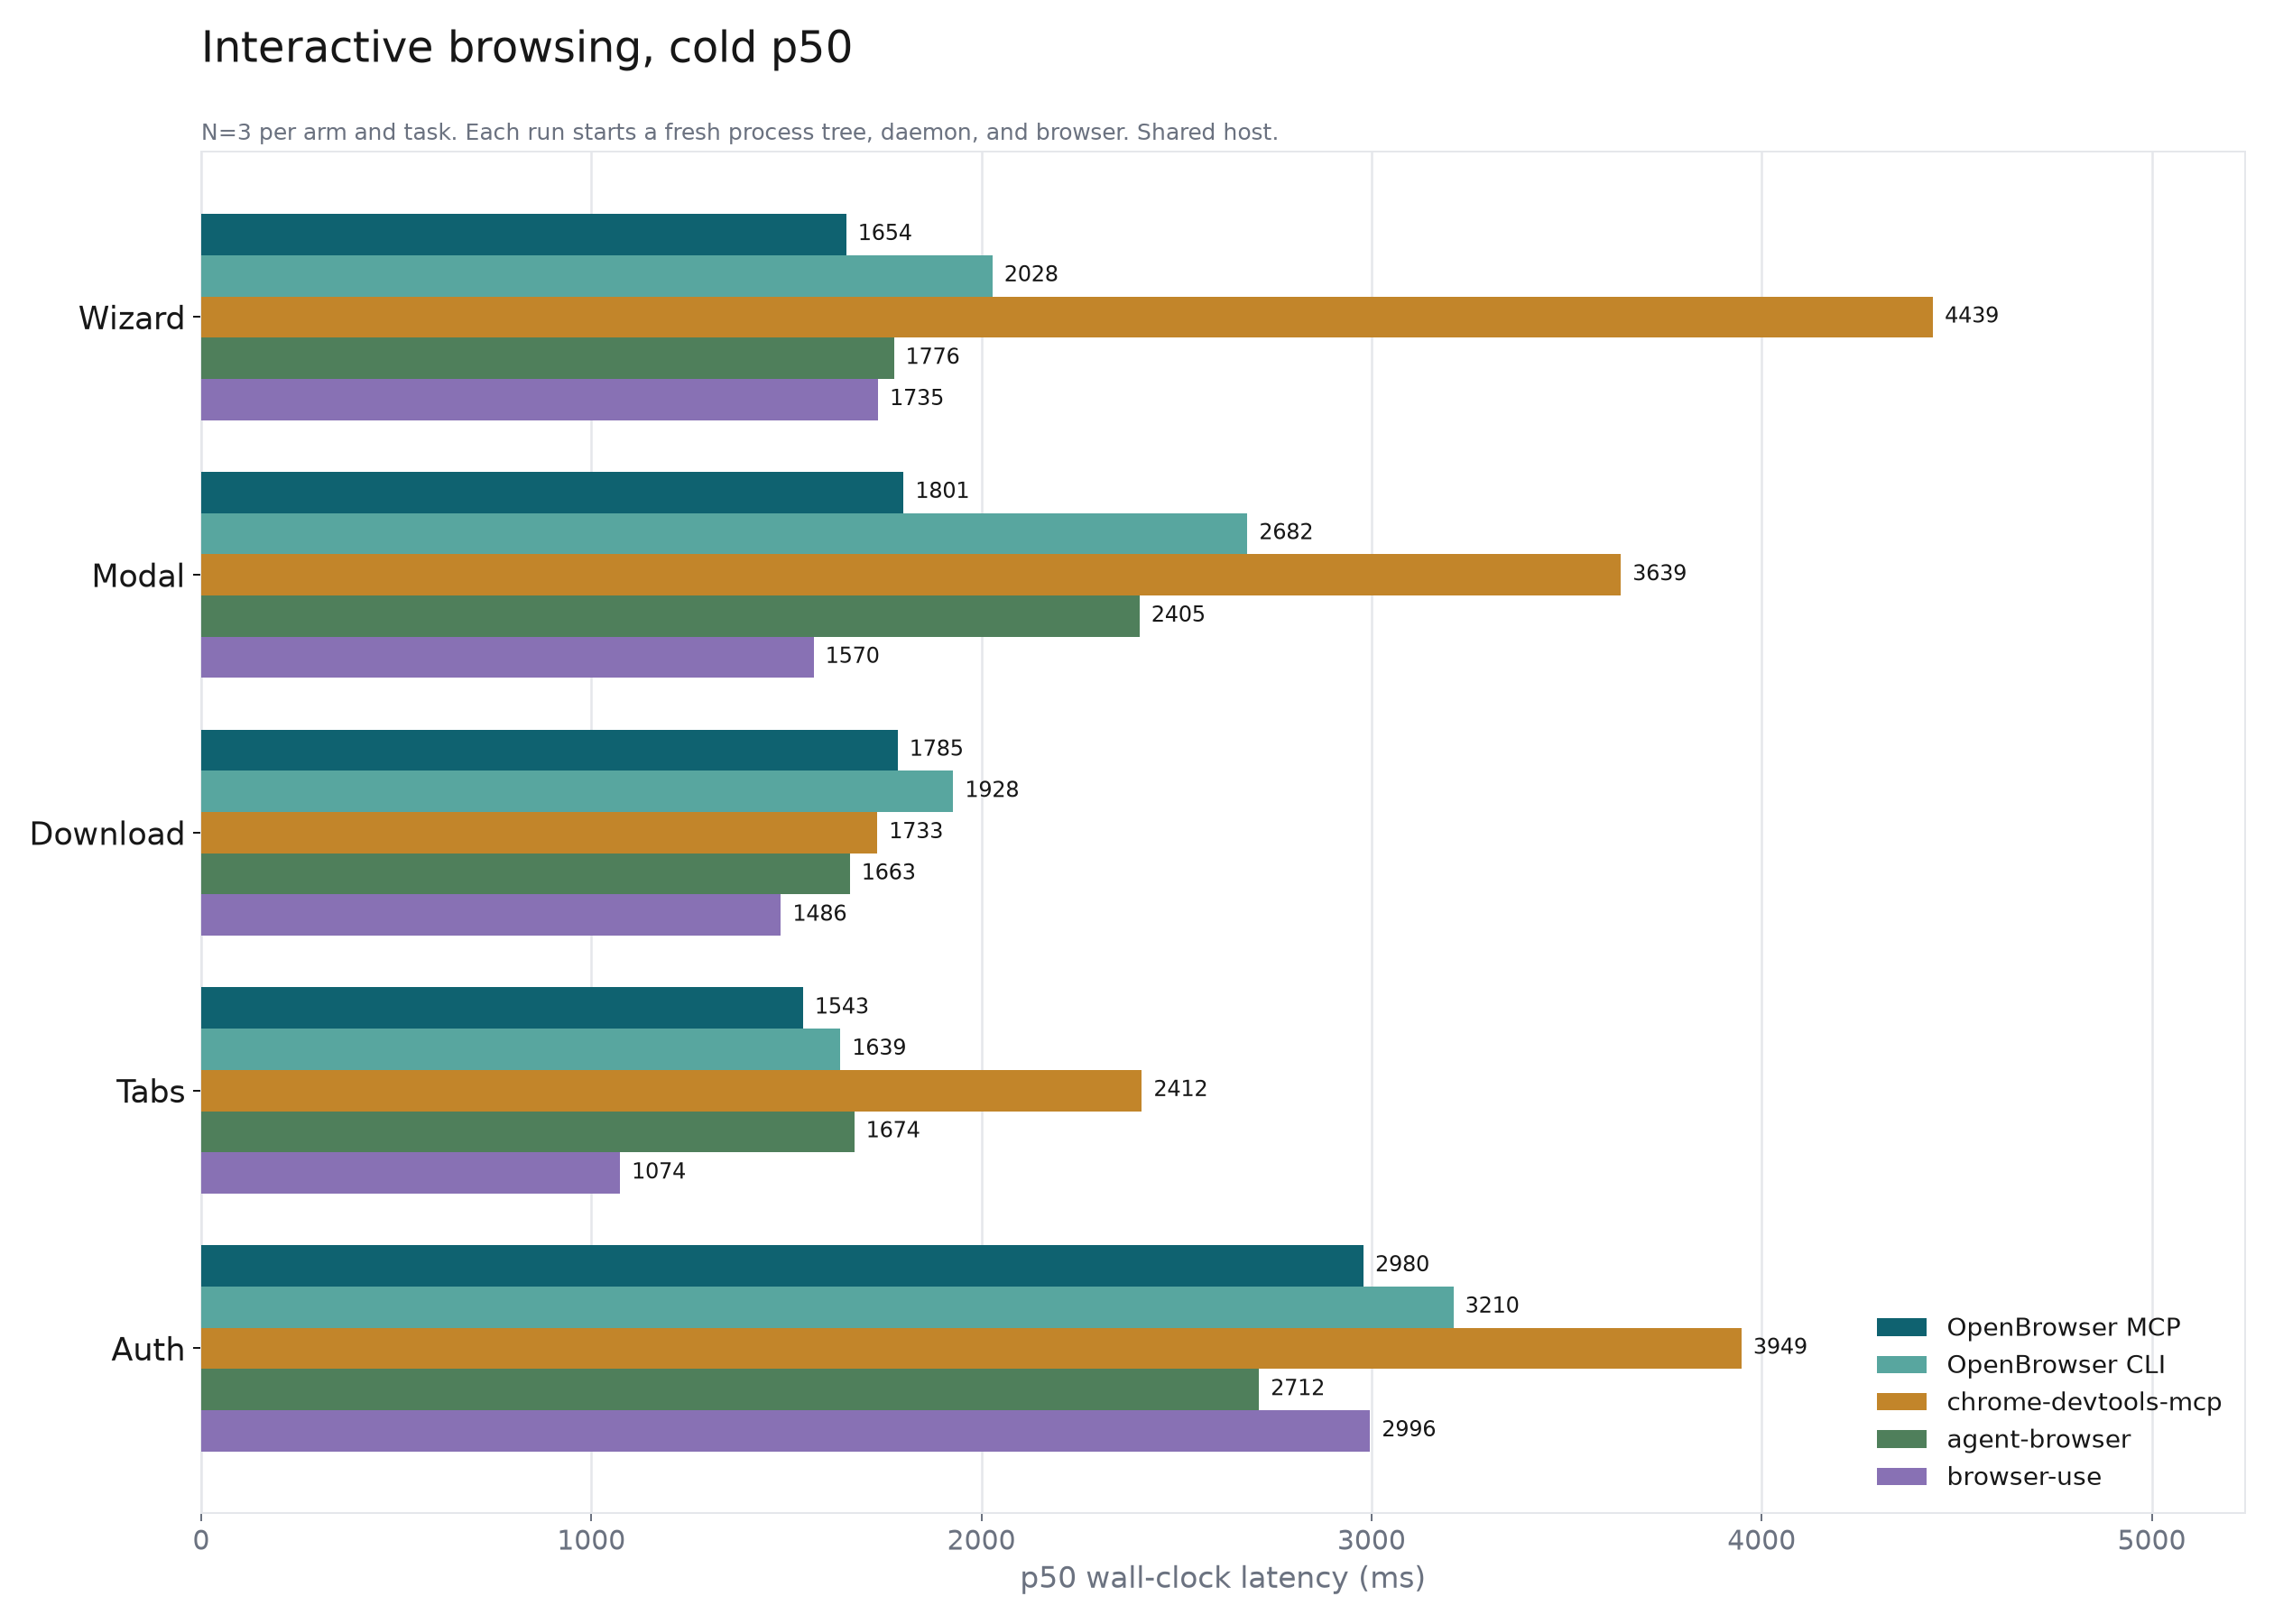 Interactive browsing, cold p50
N=3 per arm and task. Each run starts a fresh process tree, daemon, and browser. Shared host.
Wizard
1654
2028
4439
1776
1735
Modal
1801
2682
3639
2405
1570
Download
1785
1928
1733
1663
1486
Tabs
1543
1639
2412
1674
1074
Auth
2980
3210
3949
2712
2996
OpenBrowser MCP
OpenBrowser CLI
chrome-devtools-mcp
agent-browser
browser-use
0 1000 2000 3000 4000 5000
p50 wall-clock latency (ms)